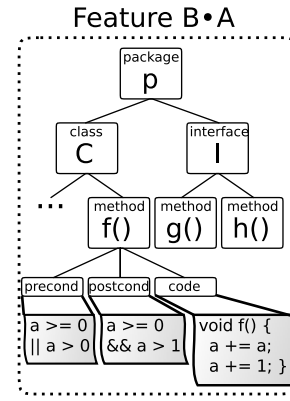 Feature B•A
package
p
class
C
interface
I
...
method
f()
method
g()
method
h()
precond
postcond
code
a >= 0
|| a > 0
a >= 0
&& a > 1
void f() {
a += a;
a += 1; }